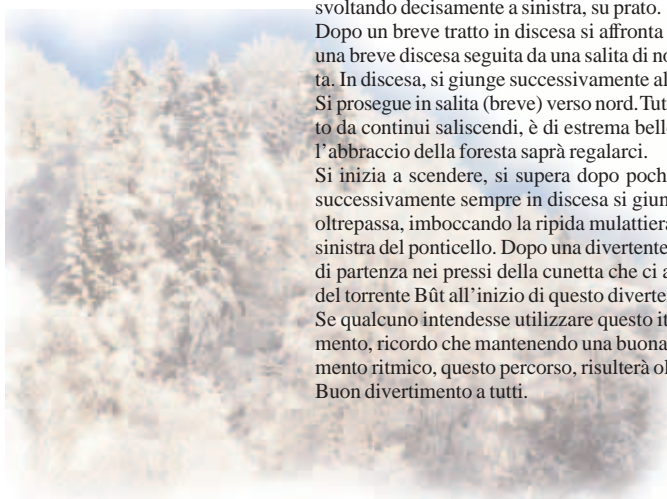 svoltando decisamente a sinistra, su prato.
Dopo un breve tratto in discesa si affronta
una breve discesa seguita da una salita di no
ta. In discesa, si giunge successivamente al
Si prosegue in salita (breve) verso nord. Tut
to da continui saliscendi, è di estrema belle
l’abbraccio della foresta saprà regalarci.
Si inizia a scendere, si supera dopo poch
successivamente sempre in discesa si giun
oltrepassa, imboccando la ripida mulattiera
sinistra del ponticello. Dopo una divertente
di partenza nei pressi della cunetta che ci a
del torrente Bût all’inizio di questo diverte
Se qualcuno intendesse utilizzare questo it
mento, ricordo che mantenendo una buona
mento ritmico, questo percorso, risulterà ol
Buon divertimento a tutti.